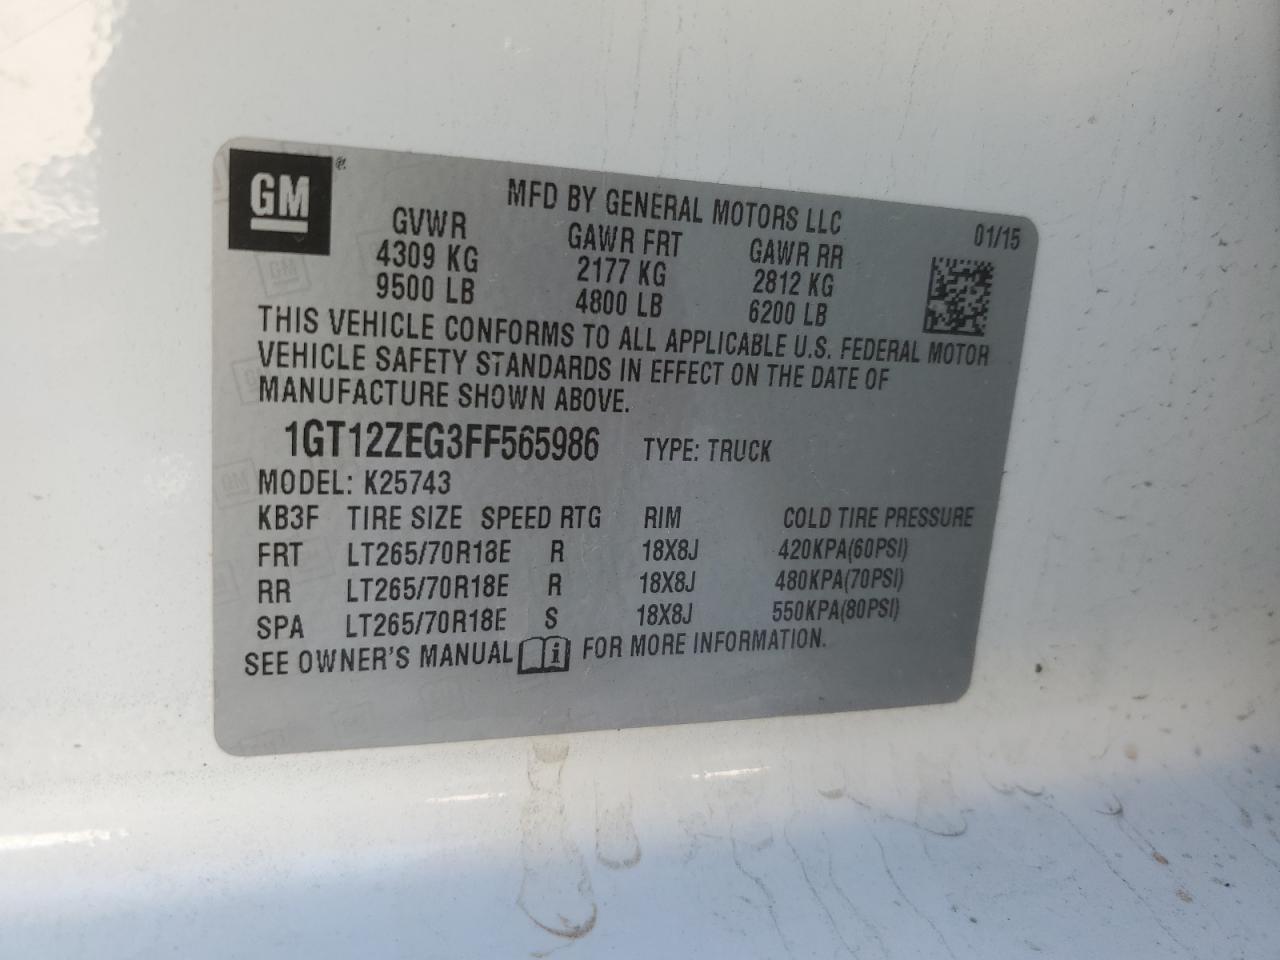 GM®
MFD BY GENERAL MOTORS LLC
01/15
GVWR GAWR FRT GAWR RR
4309 KG 2177 KG 2812 KG
9500 LB 4800 LB 6200 LB
THIS VEHICLE CONFORMS TO ALL APPLICABLE U.S. FEDERAL MOTOR
VEHICLE SAFETY STANDARDS IN EFFECT ON THE DATE OF
MANUFACTURE SHOWN ABOVE.
1GT12ZEG3FF565986 TYPE: TRUCK
MODEL: K25743
KB3F TIRE SIZE SPEED RTG RIM COLD TIRE PRESSURE
FRT LT265/70R18E R 18X8J 420KPA(60PSI)
RR LT265/70R18E R 18X8J 480KPA(70PSI)
SPA LT265/70R18E S 18X8J 550KPA(80PSI)
SEE OWNER'S MANUAL i FOR MORE INFORMATION.